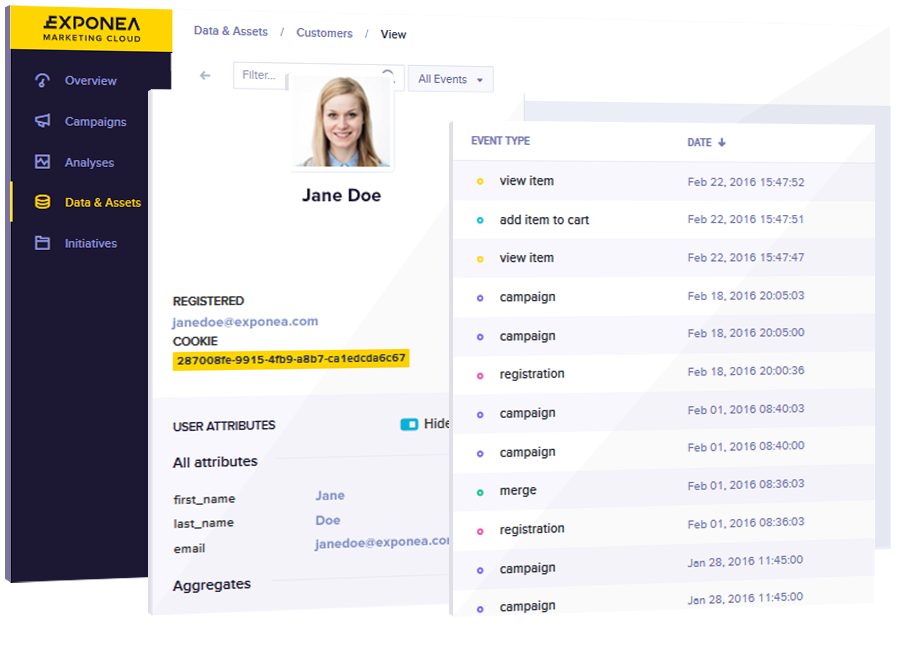 EXPONEA
MARKETING CLOUD
Overview
Campaigns
Analyses
Data & Assets
Initiatives
Data & Assets / Customers / View
Filter...
All Events
Jane Doe
REGISTERED
janedoe@exponea.com
COOKIE
287008fe-9915-4fb9-a8b7-ca1edcda6c67
USER ATTRIBUTES Hide
All attributes
first_name Jane
last_name Doe
email janedoe@exponea.co
Aggregates
EVENT TYPE DATE
view item Feb 22, 2016 15:47:52
add item to cart Feb 22, 2016 15:47:51
view item Feb 22, 2016 15:47:47
campaign Feb 18, 2016 20:05:03
campaign Feb 18, 2016 20:05:00
registration Feb 18, 2016 20:00:36
campaign Feb 01, 2016 08:40:03
campaign Feb 01, 2016 08:40:00
merge Feb 01, 2016 08:36:03
registration Feb 01, 2016 08:36:03
campaign Jan 28, 2016 11:45:00
campaign Jan 28, 2016 11:45:00